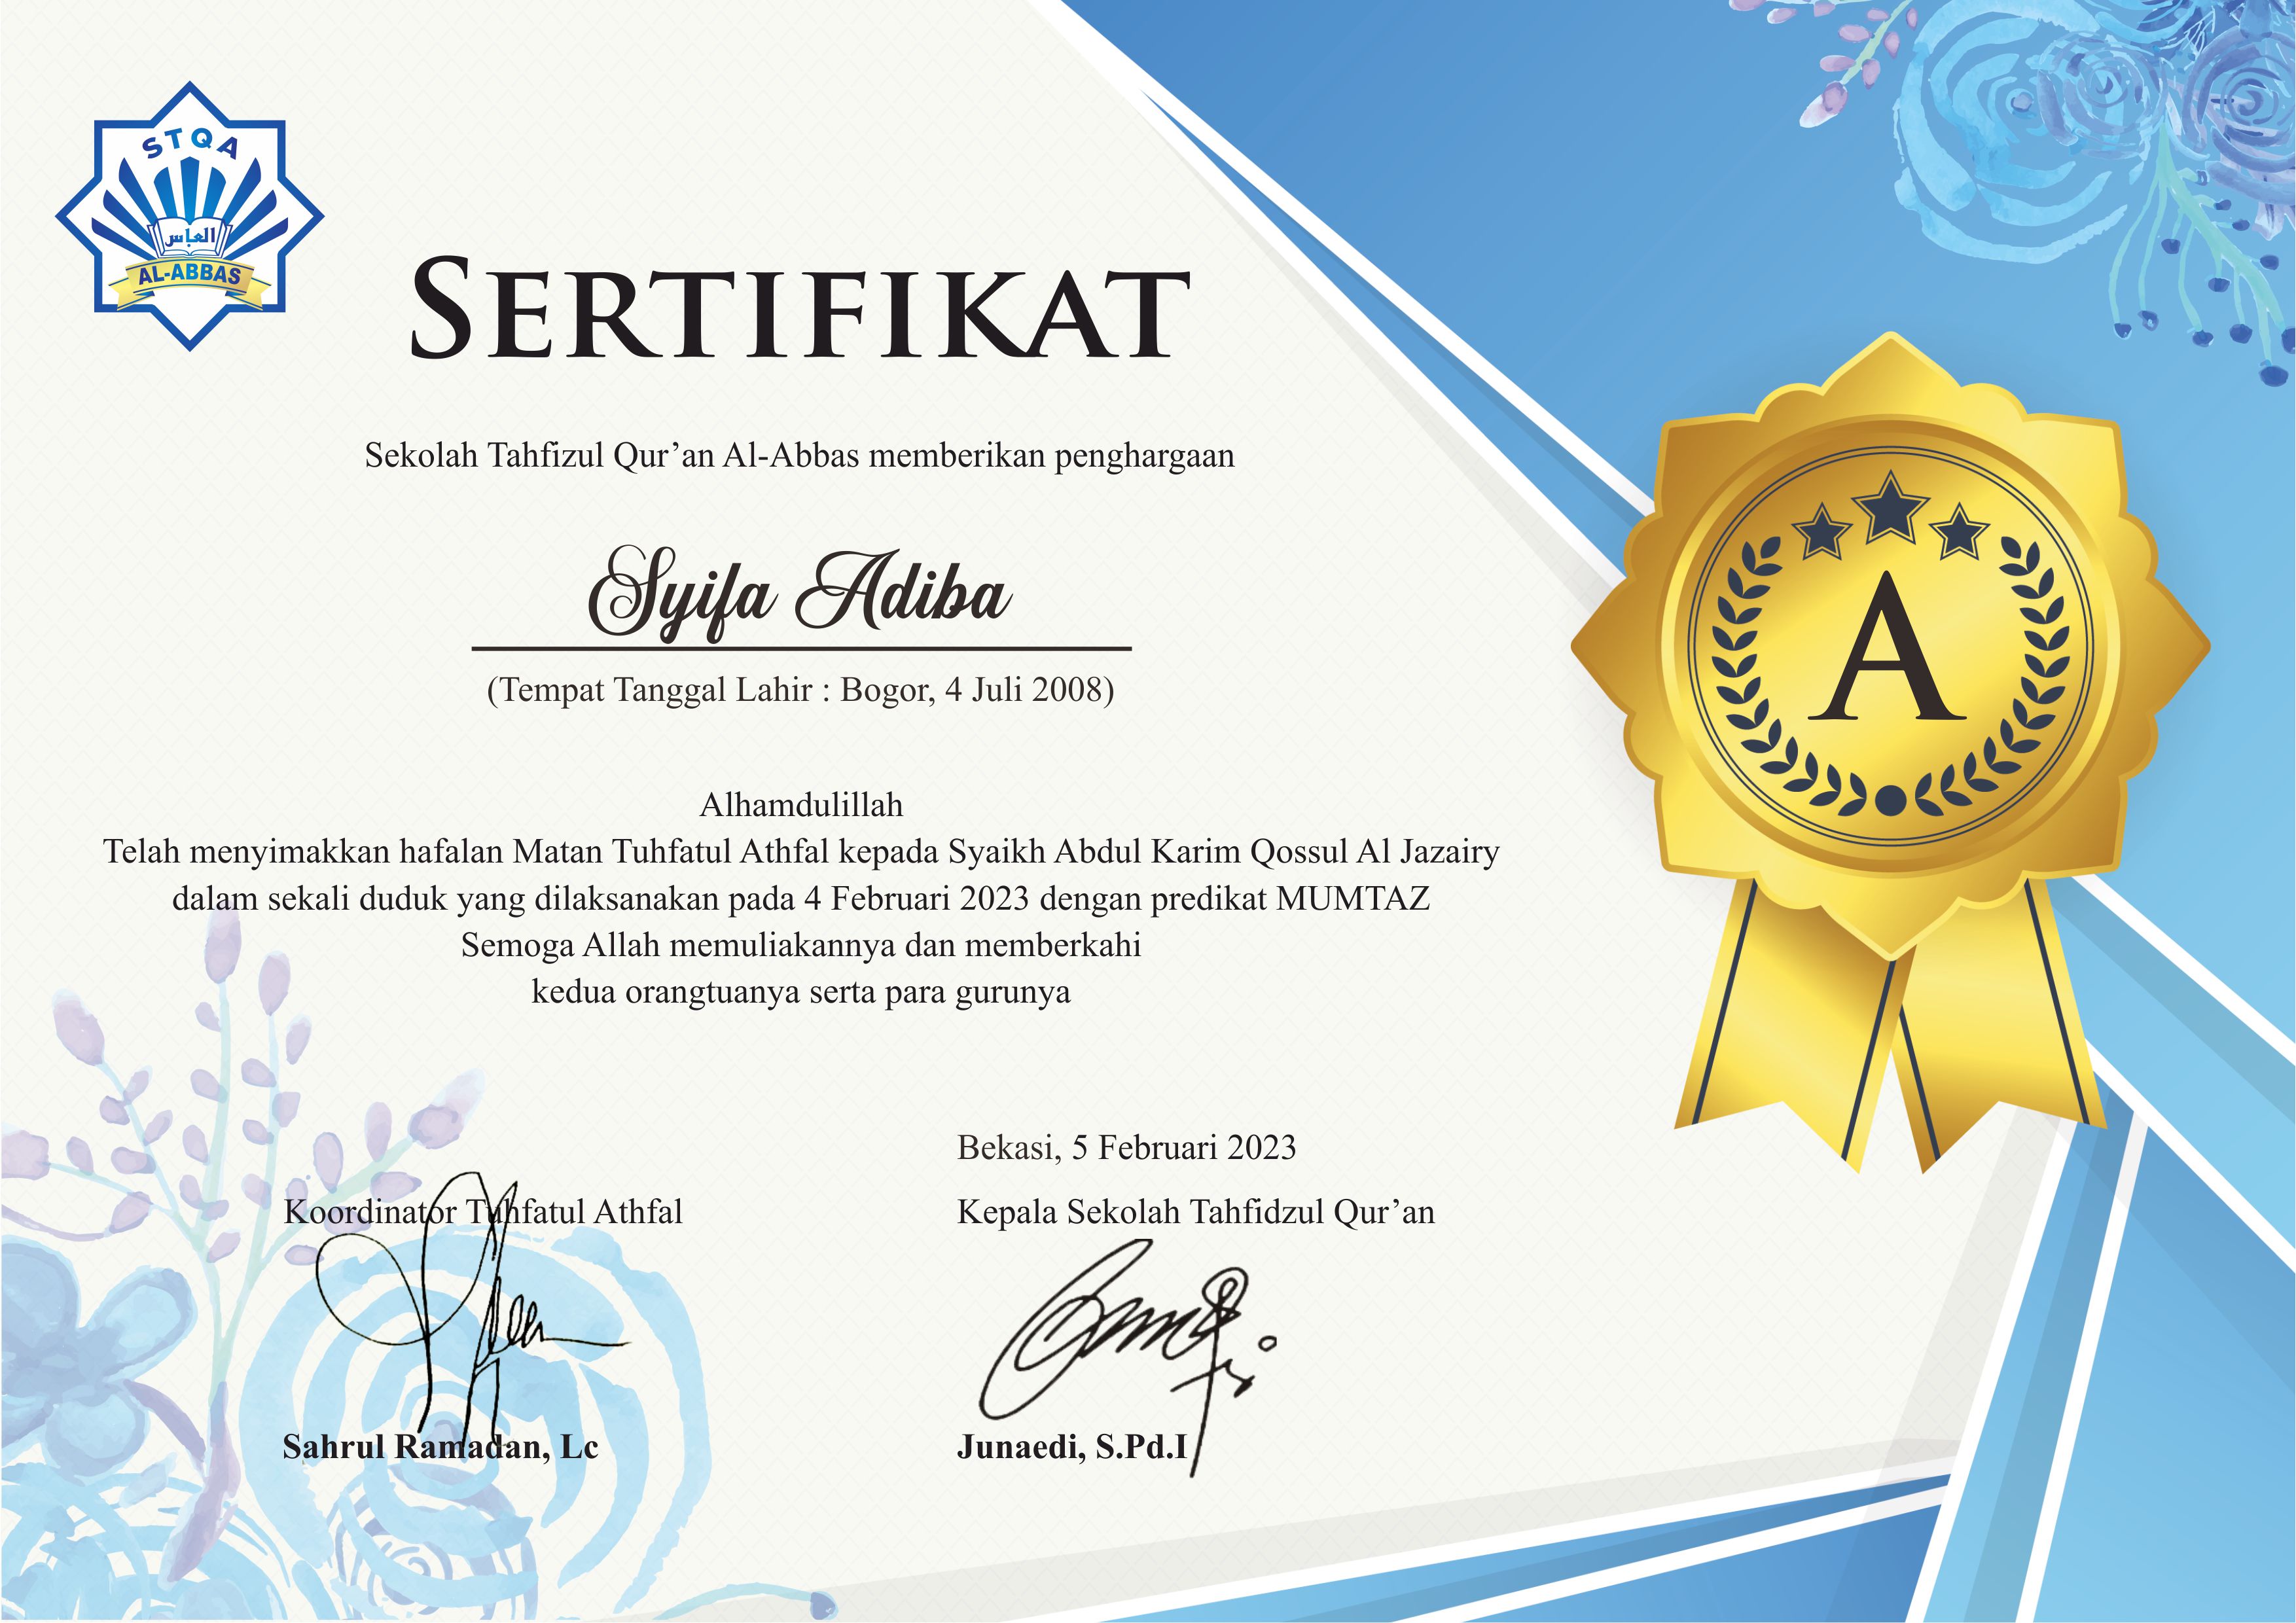 STQA
العباس
AL-ABBAS
SERTIFIKAT
Sekolah Tahfizul Qur’an Al-Abbas memberikan penghargaan
Syifa Adiba
(Tempat Tanggal Lahir : Bogor, 4 Juli 2008)
A
Alhamdulillah
Telah menyimakkan hafalan Matan Tuhfatul Athfal kepada Syaikh Abdul Karim Qossul Al Jazairy
dalam sekali duduk yang dilaksanakan pada 4 Februari 2023 dengan predikat MUMTAZ
Semoga Allah memuliakannya dan memberkahi
kedua orangtuanya serta para gurunya
Bekasi, 5 Februari 2023
Koordinator Tuhfatul Athfal
Kepala Sekolah Tahfidzul Qur’an
Sahrul Ramadan, Lc
Junaedi, S.Pd.I